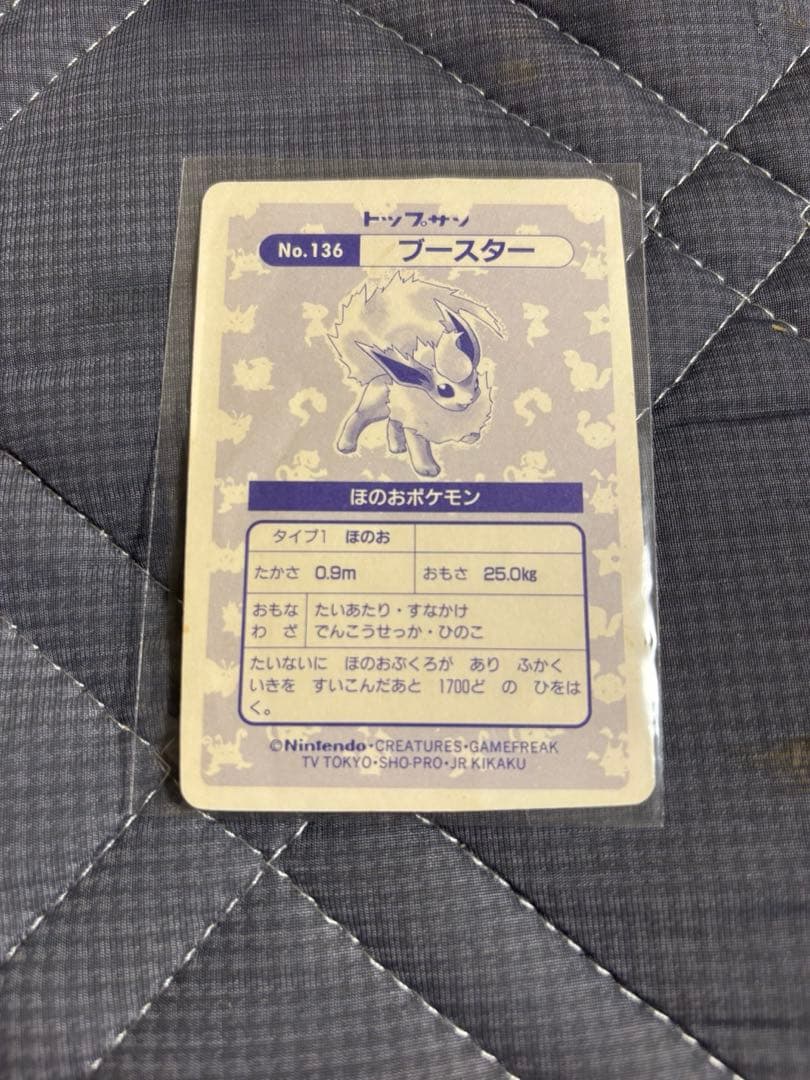 トップサン
No.136 ブースター
ほのおポケモン
タイプ1 ほのお
たかさ 0.9m おもさ 25.0kg
おもな たいあたり・すなかけ
わざ でんこうせっか・ひのこ
たいないに ほのおぶくろが あり ふかく
いきを すいこんだあと 1700ど の ひをは
く。
©Nintendo・CREATURES・GAMEFREAK
TV TOKYO・SHO-PRO・JR KIKAKU